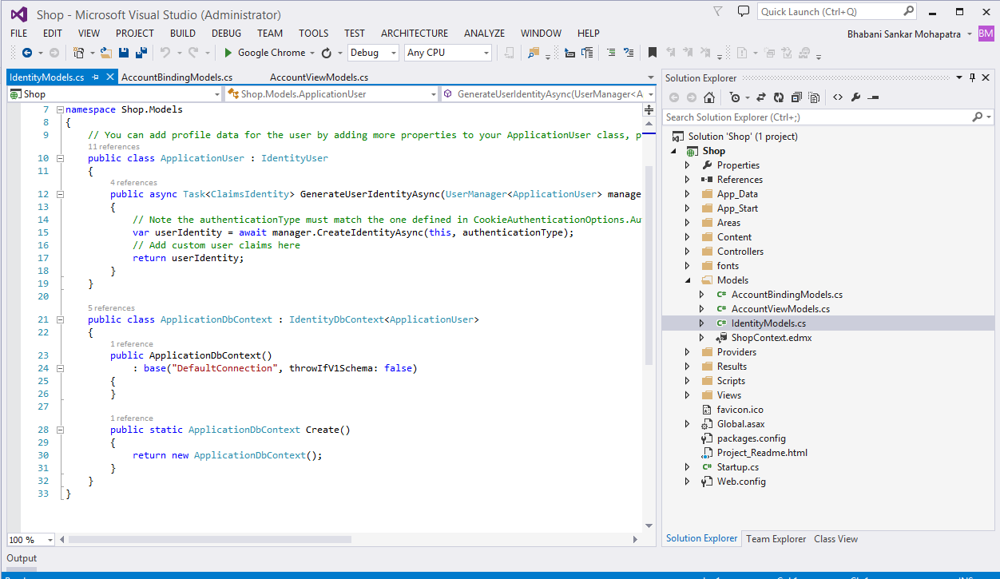 Shop - Microsoft Visual Studio (Administrator)
Quick Launch (Ctrl+Q)
FILE EDIT VIEW PROJECT BUILD DEBUG TEAM TOOLS TEST ARCHITECTURE ANALYZE WINDOW HELP
Bhabani Sankar Mohapatra BM
Google Chrome Debug Any CPU
IdentityModels.cs AccountBindingModels.cs AccountViewModels.cs
Shop Shop.Models.ApplicationUser GenerateUserIdentityAsync(UserManager<A
7 namespace Shop.Models
8 {
9 // You can add profile data for the user by adding more properties to your ApplicationUser class, p
11 references
10 public class ApplicationUser : IdentityUser
11 {
4 references
12 public async Task<ClaimsIdentity> GenerateUserIdentityAsync(UserManager<ApplicationUser> manage
13 {
14 // Note the authenticationType must match the one defined in CookieAuthenticationOptions.Au
15 var userIdentity = await manager.CreateIdentityAsync(this, authenticationType);
16 // Add custom user claims here
17 return userIdentity;
18 }
19 }
20
5 references
21 public class ApplicationDbContext : IdentityDbContext<ApplicationUser>
22 {
1 reference
23 public ApplicationDbContext()
24 : base("DefaultConnection", throwIfV1Schema: false)
25 {
26 }
27
1 reference
28 public static ApplicationDbContext Create()
29 {
30 return new ApplicationDbContext();
31 }
32 }
33 }
100 %
Output
Solution Explorer
Search Solution Explorer (Ctrl+;)
Solution 'Shop' (1 project)
Shop
Properties
References
App_Data
App_Start
Areas
Content
Controllers
fonts
Models
AccountBindingModels.cs
AccountViewModels.cs
IdentityModels.cs
ShopContext.edmx
Providers
Results
Scripts
Views
favicon.ico
Global.asax
packages.config
Project_Readme.html
Startup.cs
Web.config
Solution Explorer Team Explorer Class View